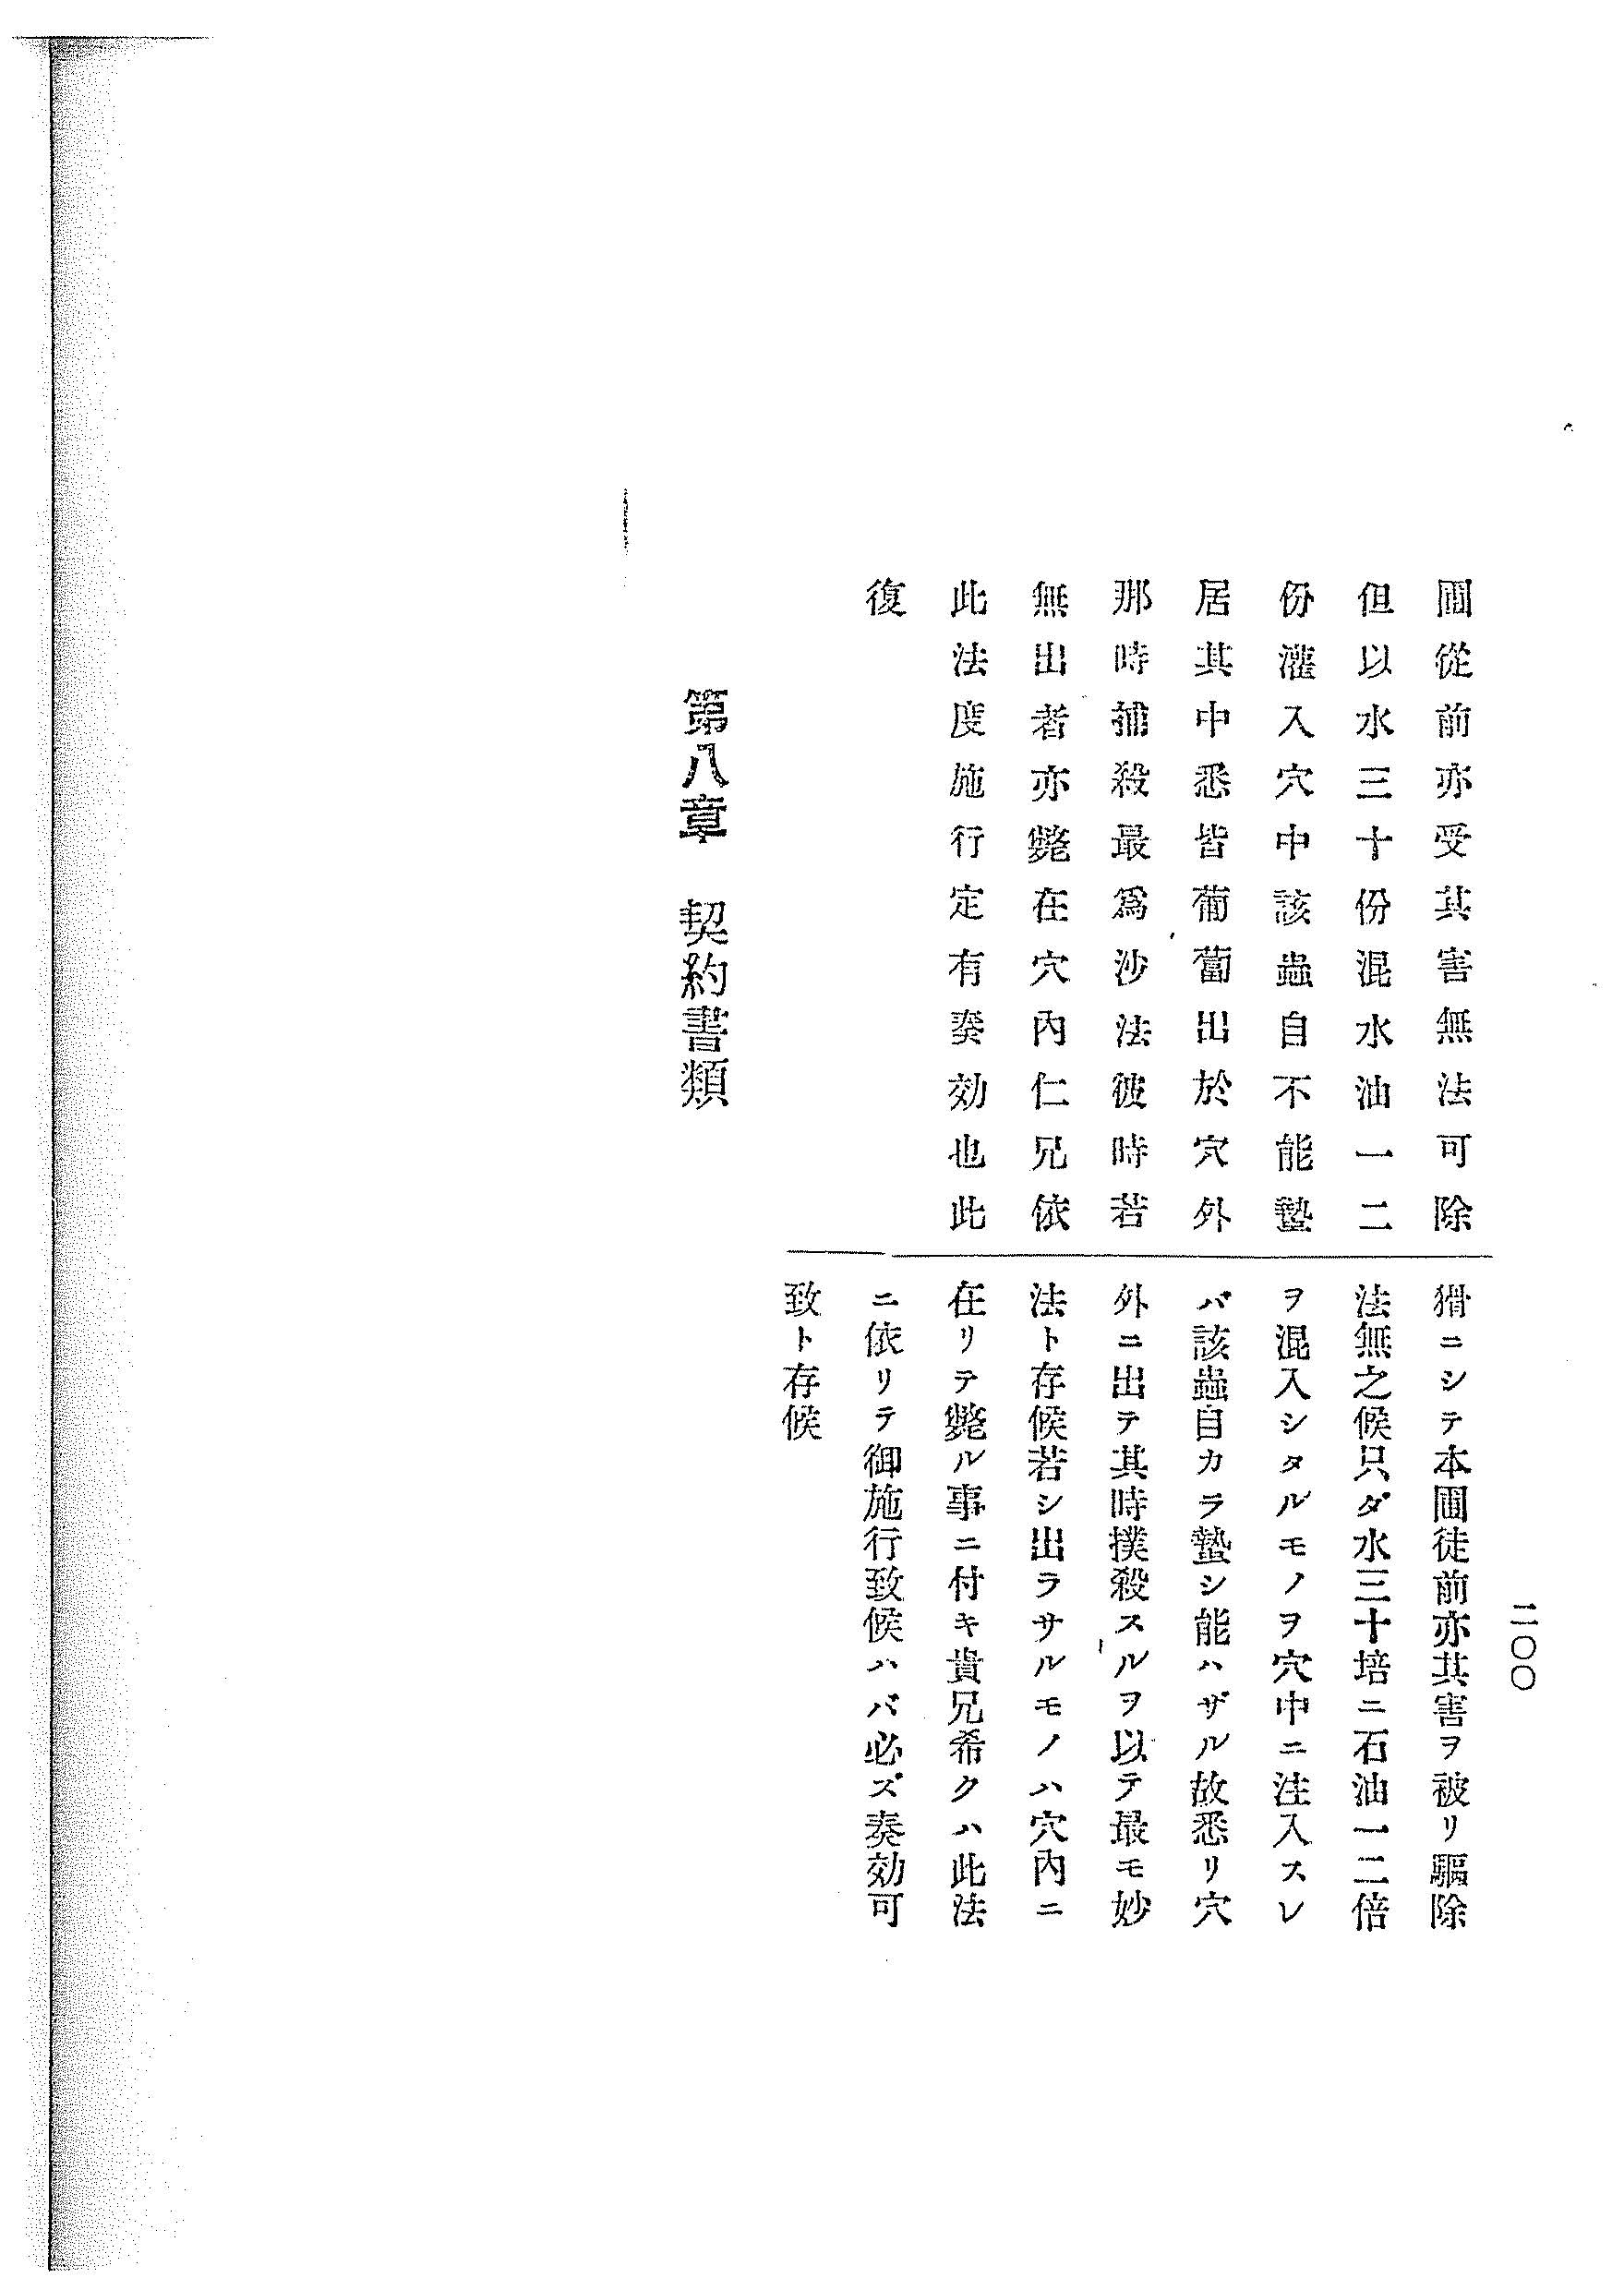 二〇〇
圃從前亦受其害無法可除
但以水三十份混水油一二
份灌入穴中該蟲自不能蟄
居其中悉皆葡萄出於穴外
那時捕殺最爲沙法彼時若
無出者亦斃在穴內仁兄依
此法度施行定有奏効也此
復
猾ニシテ本圃徒前亦其害ヲ被リ驅除
法無之候只ダ水三十培ニ石油一二倍
ヲ混入シタルモノヲ穴中ニ注入スレ
バ該蟲自カラ蟄シ能ハザル故悉リ穴
外ニ出テ其時撲殺スルヲ以テ最モ妙
法ト存候若シ出ラサルモノハ穴內ニ
在リテ斃ル事ニ付キ貴兄希クハ此法
ニ依リテ御施行致候ハバ必ズ奏効可
致ト存候
第八章　契約書類